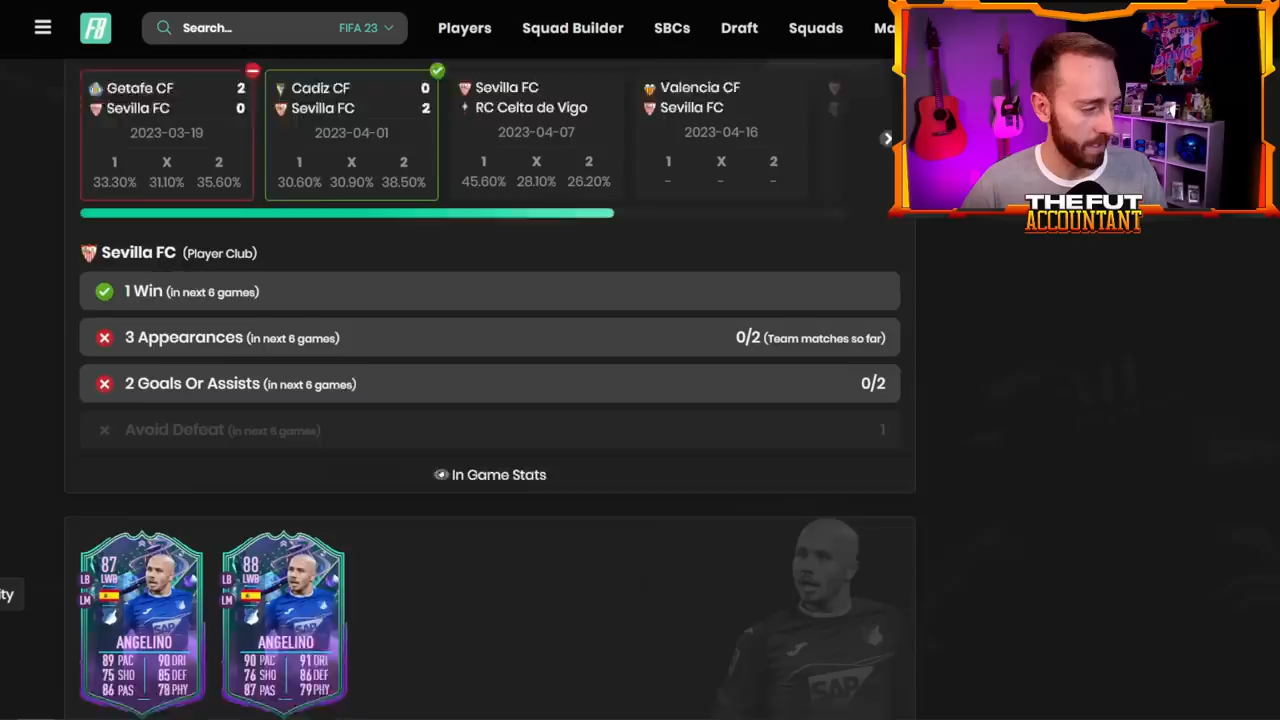 Search...
FIFA 23
Players
Squad Builder
SBCs
Draft
Squads
Ma
Getafe CF 2
Sevilla FC 0
2023-03-19
1 X 2
33.30% 31.10% 35.60%
Cadiz CF 0
Sevilla FC 2
2023-04-01
1 X 2
30.60% 30.90% 38.50%
Sevilla FC
RC Celta de Vigo
2023-04-07
1 X 2
45.60% 28.10% 26.20%
Valencia CF
Sevilla FC
2023-04-16
1 X 2
- - -
THE FUT
ACCOUNTANT
Sevilla FC (Player Club)
1 Win (in next 6 games)
3 Appearances (in next 6 games) 0/2 (Team matches so far)
2 Goals Or Assists (in next 6 games) 0/2
Avoid Defeat (in next 6 games) 1
In Game Stats
ity
87
LWB
LB
LM
ANGELINO
89 PAC 90 DRI
75 SHO 85 DEF
86 PAS 78 PHY
88
LWB
LB
LM
ANGELINO
90 PAC 91 DRI
76 SHO 86 DEF
87 PAS 79 PHY